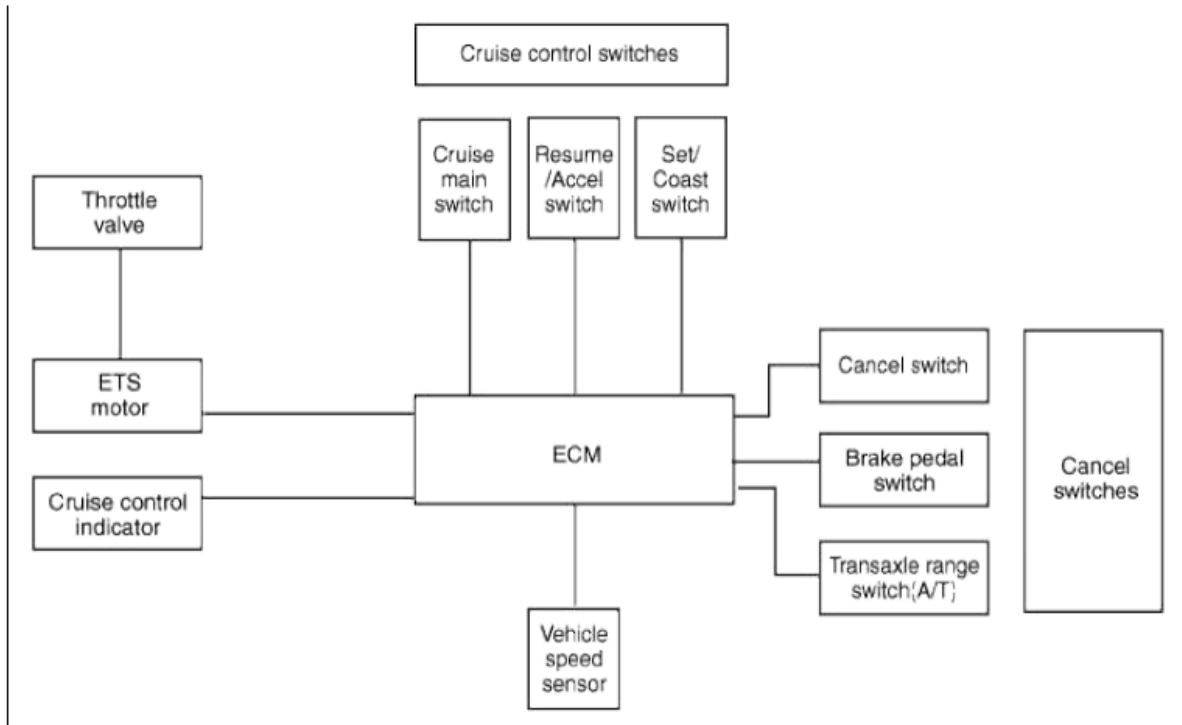 Cruise control switches
Cruise
main
switch
Resume
/Accel
switch
Set/
Coast
switch
Throttle
valve
ETS
motor
Cruise control
indicator
ECM
Vehicle
speed
sensor
Cancel switch
Brake pedal
switch
Transaxle range
switch(A/T)
Cancel
switches